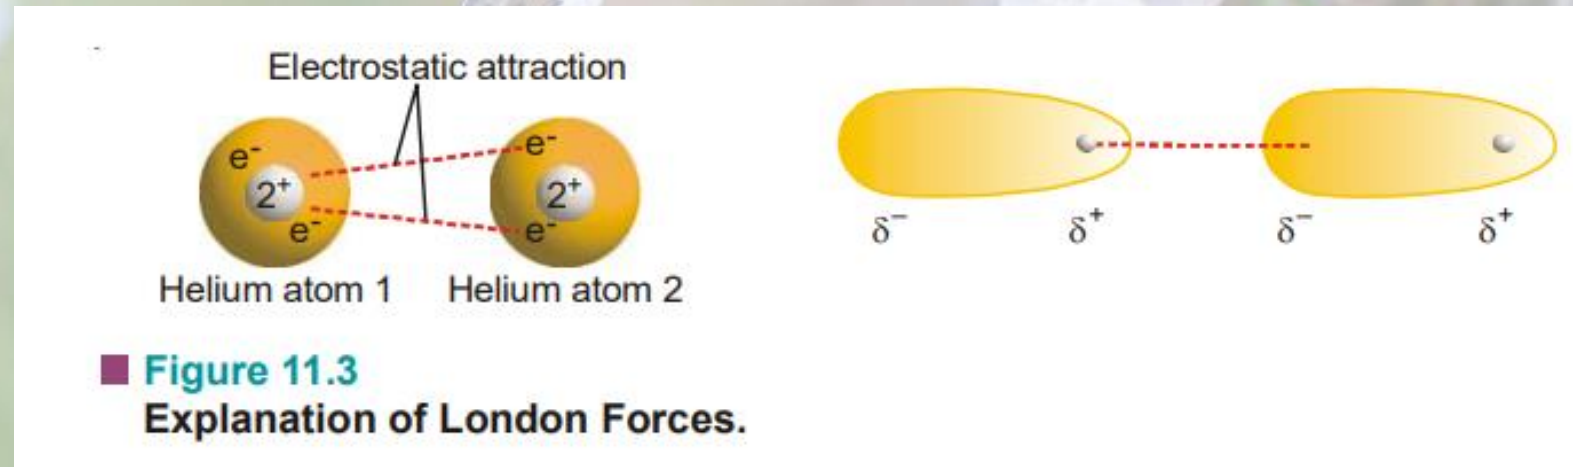 Electrostatic attraction
e⁻ e⁻
2⁺ 2⁺
e⁻ e⁻
δ⁻ δ⁺ δ⁻ δ⁺
Helium atom 1 Helium atom 2
Figure 11.3
Explanation of London Forces.